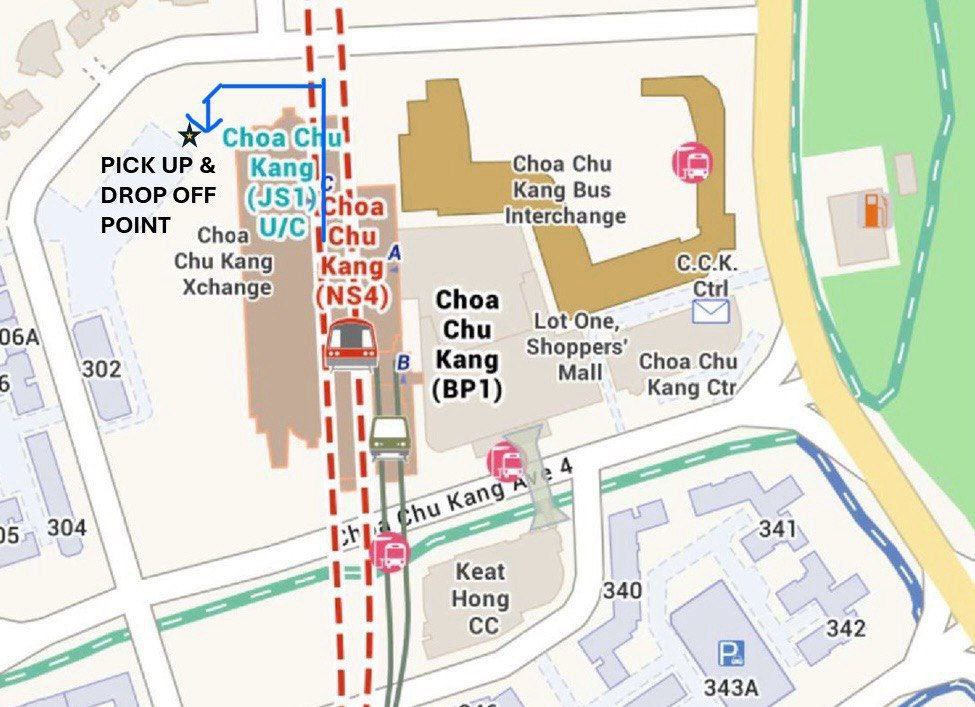 Choa Chu
Kang
(JS1)
U/C
PICK UP &
DROP OFF
POINT
C
Choa
Chu Kang
Xchange
Choa
Chu
Kang
(NS4)
A
B
Choa
Chu
Kang
(BP1)
Choa Chu
Kang Bus
Interchange
C.C.K.
Ctrl
Lot One,
Shoppers'
Mall
Choa Chu
Kang Ctr
06A
6
302
304
05
Choa Chu Kang Ave 4
Keat
Hong
CC
340
341
342
P
343A